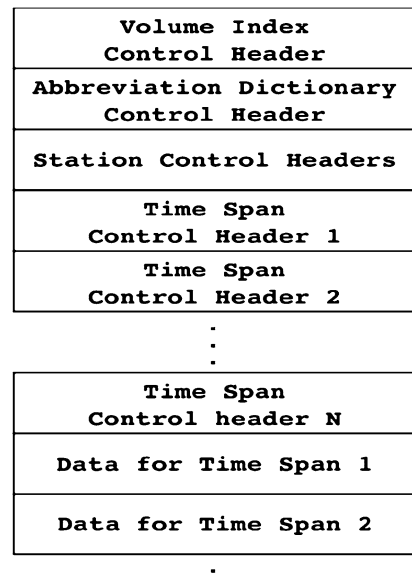 Volume Index
Control Header
Abbreviation Dictionary
Control Header
Station Control Headers
Time Span
Control Header 1
Time Span
Control Header 2
.
.
.
Time Span
Control header N
Data for Time Span 1
Data for Time Span 2
.